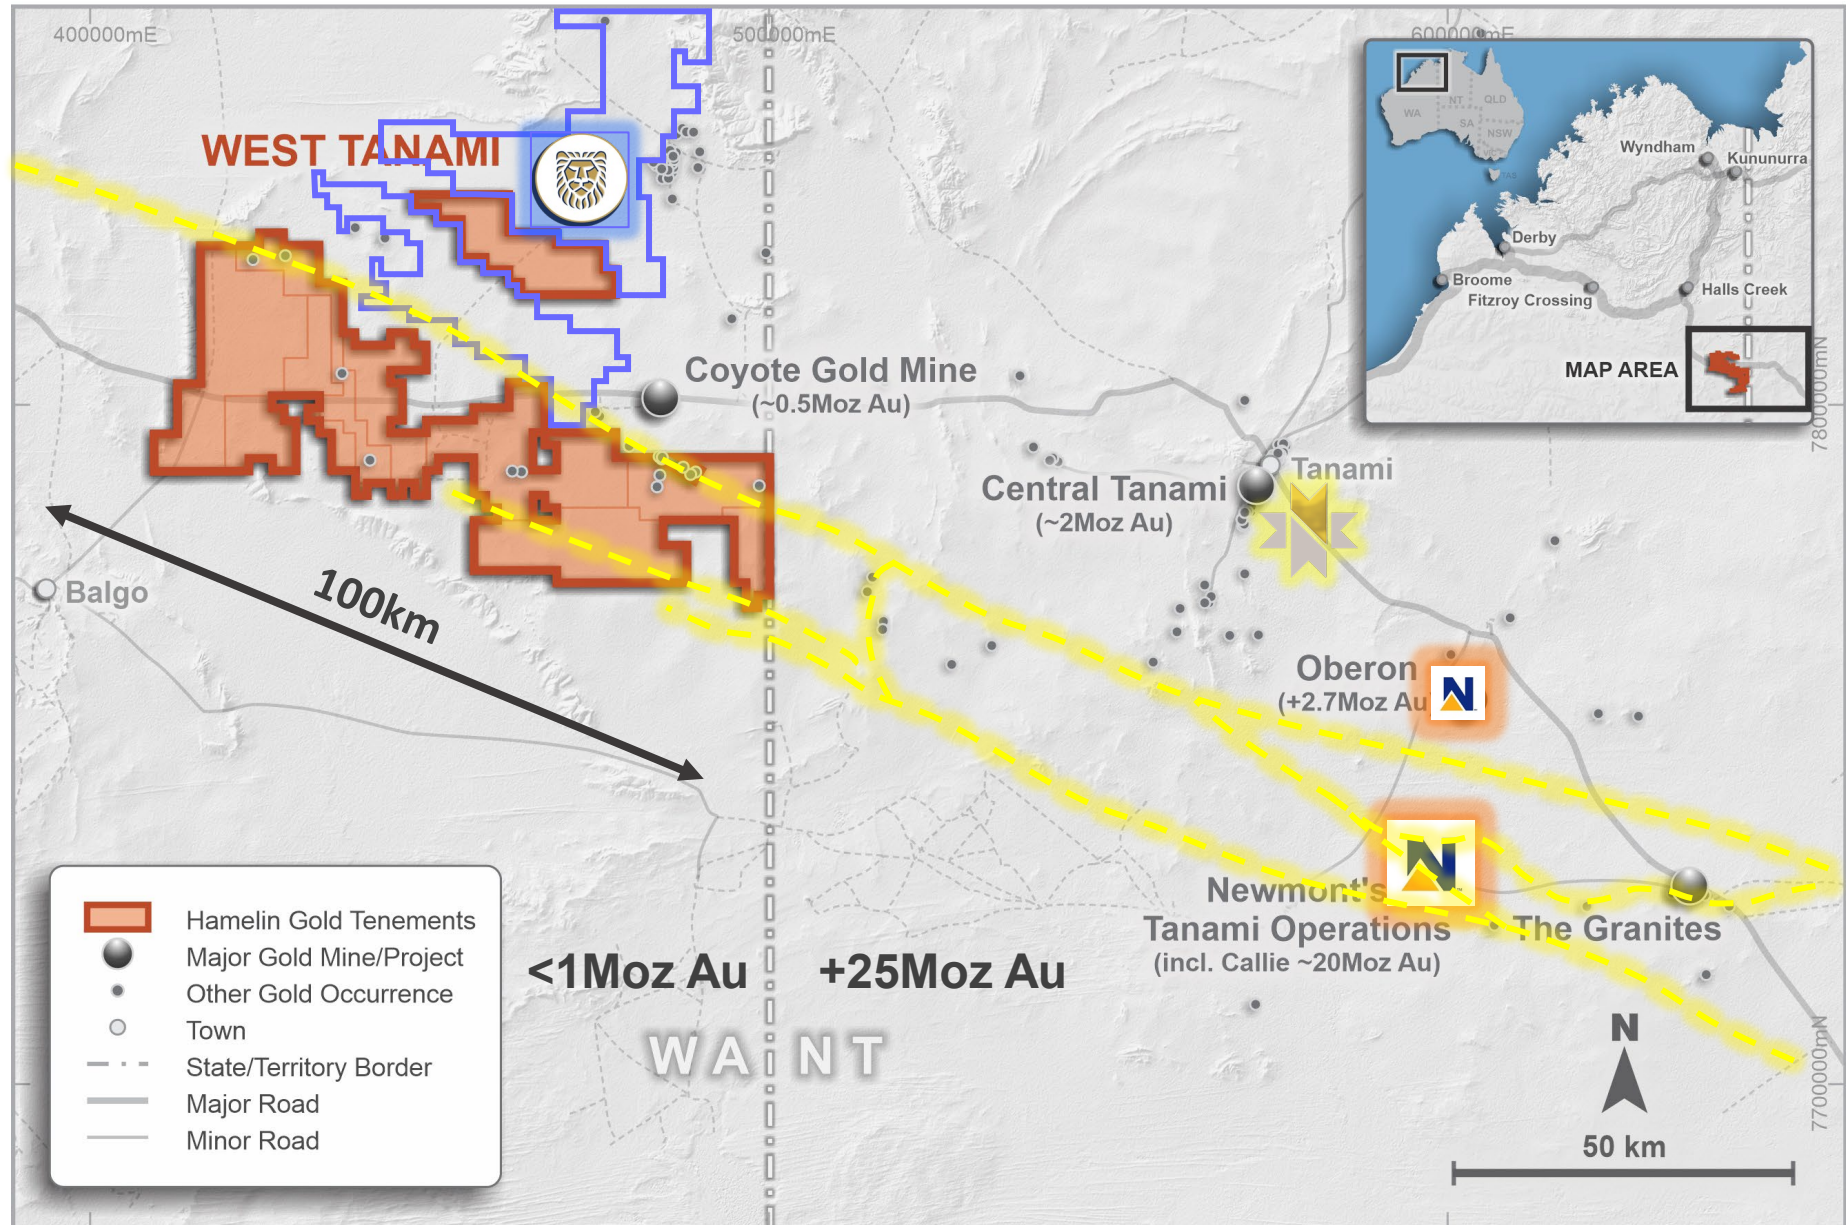 400000mE
500000mE
600000mE
WEST TANAMI
Coyote Gold Mine
(~0.5Moz Au)
Central Tanami
(~2Moz Au)
Tanami
Balgo
100km
Oberon
(+2.7Moz Au
N
N
Newmont's
Tanami Operations
(incl. Callie ~20Moz Au)
The Granites
<1Moz Au
+25Moz Au
WA
NT
7800000mN
7700000mN
N
50 km
Hamelin Gold Tenements
Major Gold Mine/Project
Other Gold Occurrence
Town
State/Territory Border
Major Road
Minor Road
WA
NT
QLD
SA
NSW
TAS
Wyndham
Kununurra
Derby
Broome
Fitzroy Crossing
Halls Creek
MAP AREA